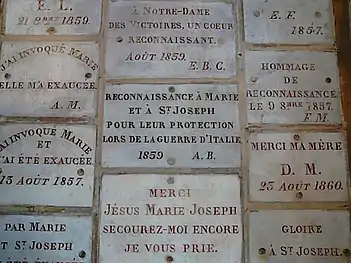 E. L.
21 8BRE 1859.
J'AI INVOQUÉ MARIE
ELLE M'A EXAUCÉE.
A. M.
J'AI INVOQUÉ MARIE
ET
J'AI ÉTÉ EXAUCÉE.
15 AOUT 1857.
PAR MARIE
ET ST JOSEPH
À NOTRE-DAME
DES VICTOIRES, UN COEUR
RECONNAISSANT.
AOÛT 1859.
E. B. C.
RECONNAISSANCE À MARIE
ET À ST JOSEPH
POUR LEUR PROTECTION
LORS DE LA GUERRE D'ITALIE
1859 A. B.
MERCI
JÉSUS MARIE JOSEPH
SECOUREZ-MOI ENCORE
JE VOUS PRIE.
E. F.
1857.
HOMMAGE
DE
RECONNAISSANCE
LE 9 8BRE 1857.
F. M.
MERCI MA MÈRE
D. M.
25 AOUT 1860.
GLOIRE
À ST JOSEPH.